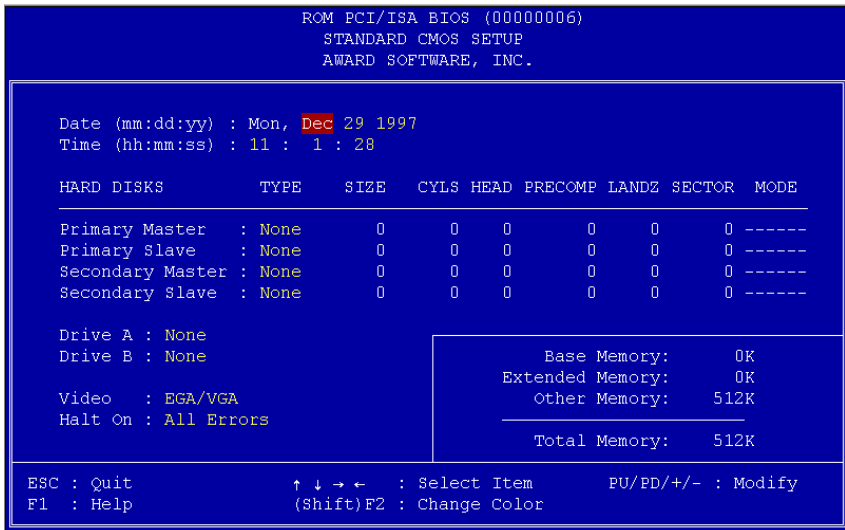 ROM PCI/ISA BIOS (00000006)
STANDARD CMOS SETUP
AWARD SOFTWARE, INC.
Date (mm:dd:yy) : Mon, Dec 29 1997
Time (hh:mm:ss) : 11 :  1 : 28
HARD DISKS TYPE SIZE CYLS HEAD PRECOMP LANDZ SECTOR MODE
Primary Master : None 0 0 0 0 0 0 ------
Primary Slave : None 0 0 0 0 0 0 ------
Secondary Master : None 0 0 0 0 0 0 ------
Secondary Slave : None 0 0 0 0 0 0 ------
Drive A : None
Drive B : None
Video : EGA/VGA
Halt On : All Errors
Base Memory: 0K
Extended Memory: 0K
Other Memory: 512K
Total Memory: 512K
ESC : Quit ↑ ↓ → ← : Select Item PU/PD/+/- : Modify
F1 : Help (Shift)F2 : Change Color